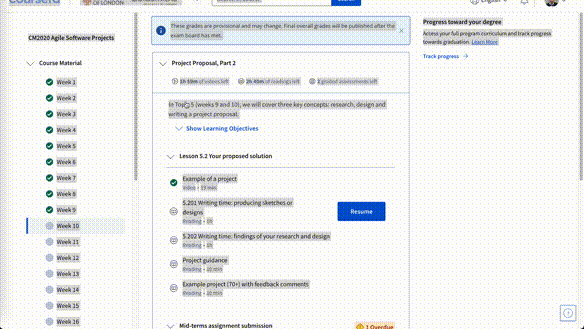 coursera
OF LONDON
English
CM2020 Agile Software Projects
Course Material
Week 1
Week 2
Week 3
Week 4
Week 5
Week 6
Week 7
Week 8
Week 9
Week 10
Week 11
Week 12
Week 13
Week 14
Week 15
Week 16
These grades are provisional and may change. Final overall grades will be published after the
exam board has met.
Project Proposal, Part 2
1h 59m of videos left
2h 40m of readings left
1 graded assessments left
In Topic 5 (weeks 9 and 10), we will cover three key concepts: research, design and
writing a project proposal.
Show Learning Objectives
Lesson 5.2 Your proposed solution
Example of a project
Video • 19 min
5.201 Writing time: producing sketches or
designs
Reading • 1h
Resume
5.202 Writing time: findings of your research and design
Reading • 1h
Project guidance
Reading • 10 min
Example project (70+) with feedback comments
Reading • 10 min
Mid-terms assignment submission
1 Overdue
Progress toward your degree
Access your full program curriculum and track progress
towards graduation. Learn More
Track progress